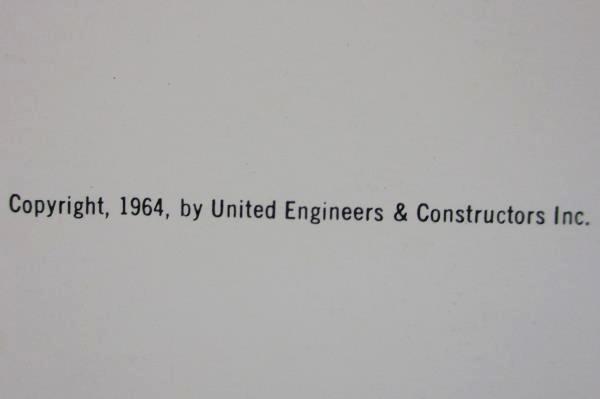 Copyright, 1964, by United Engineers & Constructors Inc.